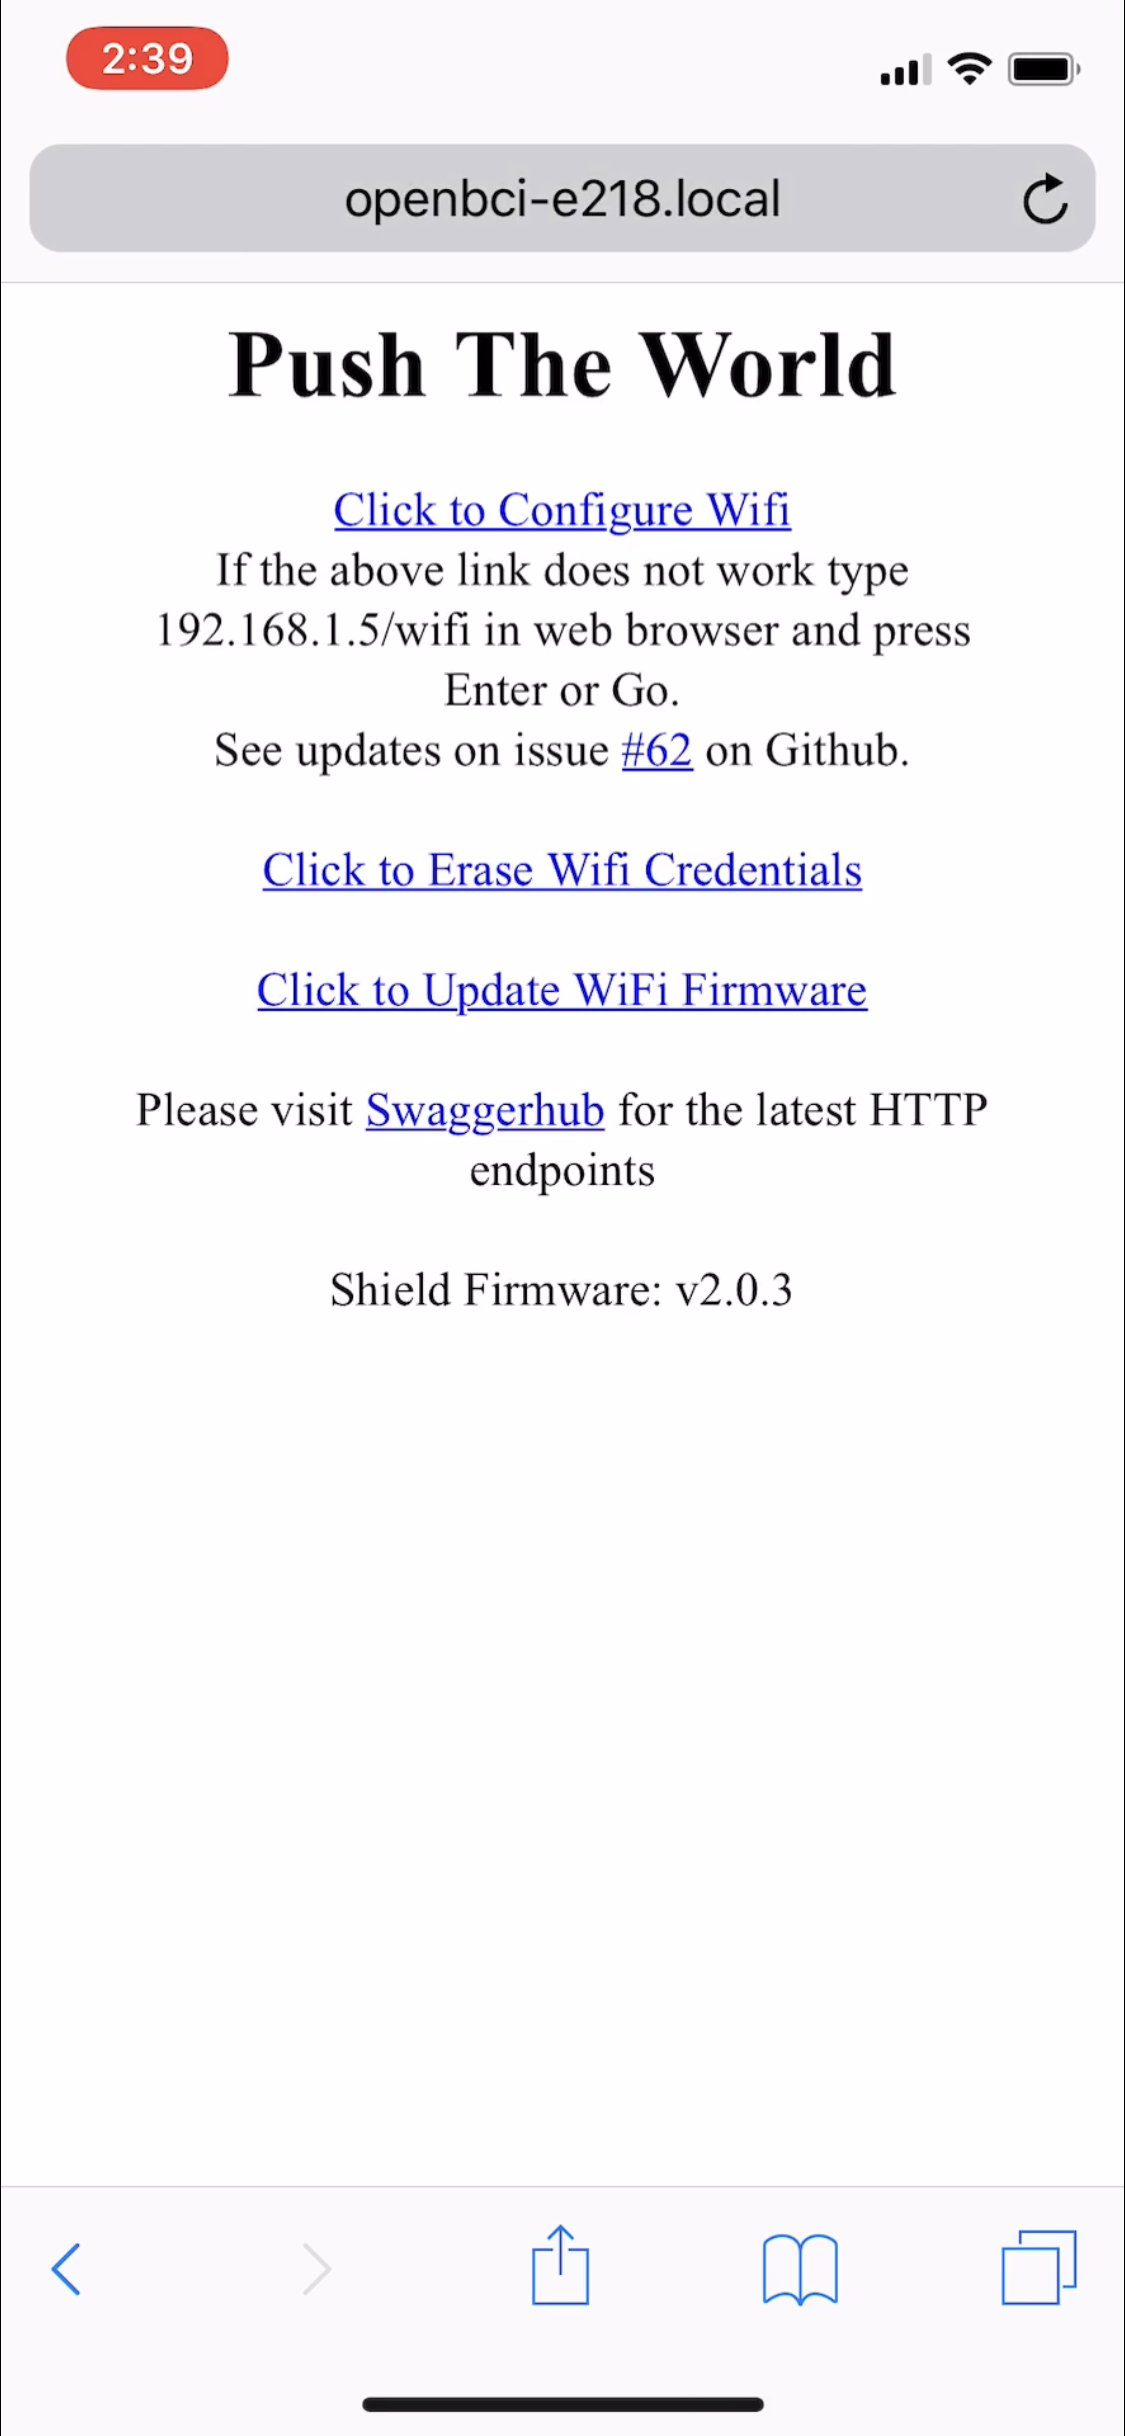 2:39
openbci-e218.local
Push The World
Click to Configure Wifi
If the above link does not work type
192.168.1.5/wifi in web browser and press
Enter or Go.
See updates on issue #62 on Github.
Click to Erase Wifi Credentials
Click to Update WiFi Firmware
Please visit Swaggerhub for the latest HTTP
endpoints
Shield Firmware: v2.0.3